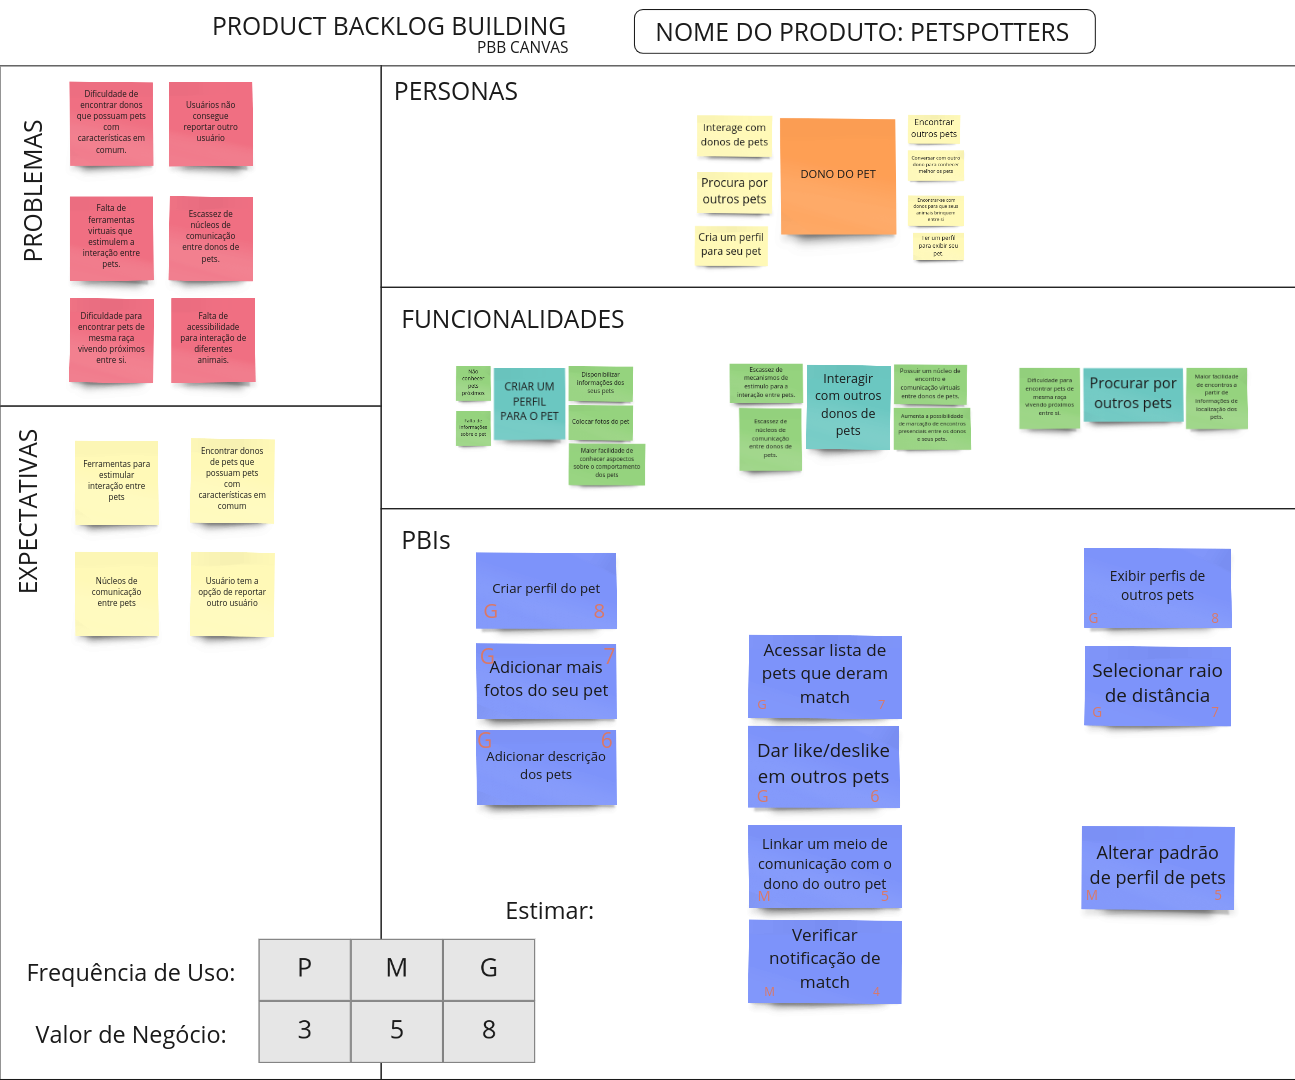 PRODUCT BACKLOG BUILDING
PBB CANVAS
NOME DO PRODUTO: PETSPOTTERS
PROBLEMAS
Dificuldade de
encontrar donos
que possuam pets
com
características em
comum.
Usuários não
consegue
reportar outro
usuário
Falta de
ferramentas
virtuais que
estimulem a
interação entre
pets.
Escassez de
núcleos de
comunicação
entre donos de
pets.
Dificuldade para
encontrar pets de
mesma raça
vivendo próximos
entre si.
Falta de
acessibilidade
para interação de
diferentes
animais.
EXPECTATIVAS
Ferramentas para
estimular
interação entre
pets
Encontrar donos
de pets que
possuam pets
com
características em
comum
Núcleos de
comunicação
entre pets
Usuário tem a
opção de reportar
outro usuário
PERSONAS
Interage com
donos de pets
Procura por
outros pets
Cria um perfil
para seu pet
DONO DO PET
Encontrar
outros pets
Conversar com outro
dono para conhecer
melhor os pets
Encontrar-se com
donos para que seus
animais brinquem
entre si
Ter um perfil
para exibir seu
pet
FUNCIONALIDADES
Não
conhecer
pets
próximos
Falta de
informações
sobre o pet
CRIAR UM
PERFIL
PARA O PET
Disponibilizar
informações dos
seus pets
Colocar fotos do pet
Maior facilidade de
conhecer aspoectos
sobre o comportamento
dos pets
Escassez de
mecanismos de
estímulo para a
interação entre pets.
Escassez de
núcleos de
comunicação
entre donos de
pets.
Interagir
com outros
donos de
pets
Possuir um núcleo de
encontro e
comunicação virtuais
entre donos de pets.
Aumenta a possibilidade
de marcação de encontros
presenciais entre os donos
e seus pets.
Dificuldade para
encontrar pets de
mesma raça
vivendo próximos
entre si.
Procurar por
outros pets
Maior facilidade
de encontros a
partir de
informações de
localização dos
pets.
PBIs
Criar perfil do pet
G 8
G 7
Adicionar mais
fotos do seu pet
G 6
Adicionar descrição
dos pets
Acessar lista de
pets que deram
match
G 7
Dar like/deslike
em outros pets
G 6
Linkar um meio de
comunicação com o
dono do outro pet
M 5
Verificar
notificação de
match
M
Exibir perfis de
outros pets
G 8
Selecionar raio
de distância
G 7
Alterar padrão
de perfil de pets
M 5
Estimar:
Frequência de Uso: P M G
Valor de Negócio: 3 5 8